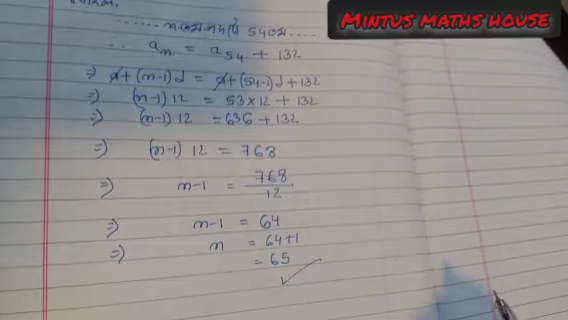 MINTUS MATHS HOUSE
54তম ....
∴ aₙ = a₅₄ + 132
⇒ a + (n-1) d = a + (54-1) d + 132
⇒ (n-1) 12 = 53 × 12 + 132
⇒ (n-1) 12 = 636 + 132
⇒ (n-1) 12 = 768
⇒ n-1 = 768/12
⇒ n-1 = 64
⇒ n = 64+1
= 65